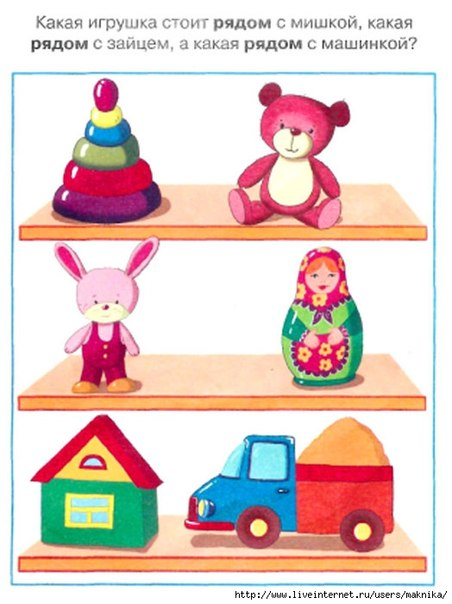 Какая игрушка стоит рядом с мишкой, какая
рядом с зайцем, а какая рядом с машинкой?
http://www.liveinternet.ru/users/maknika/